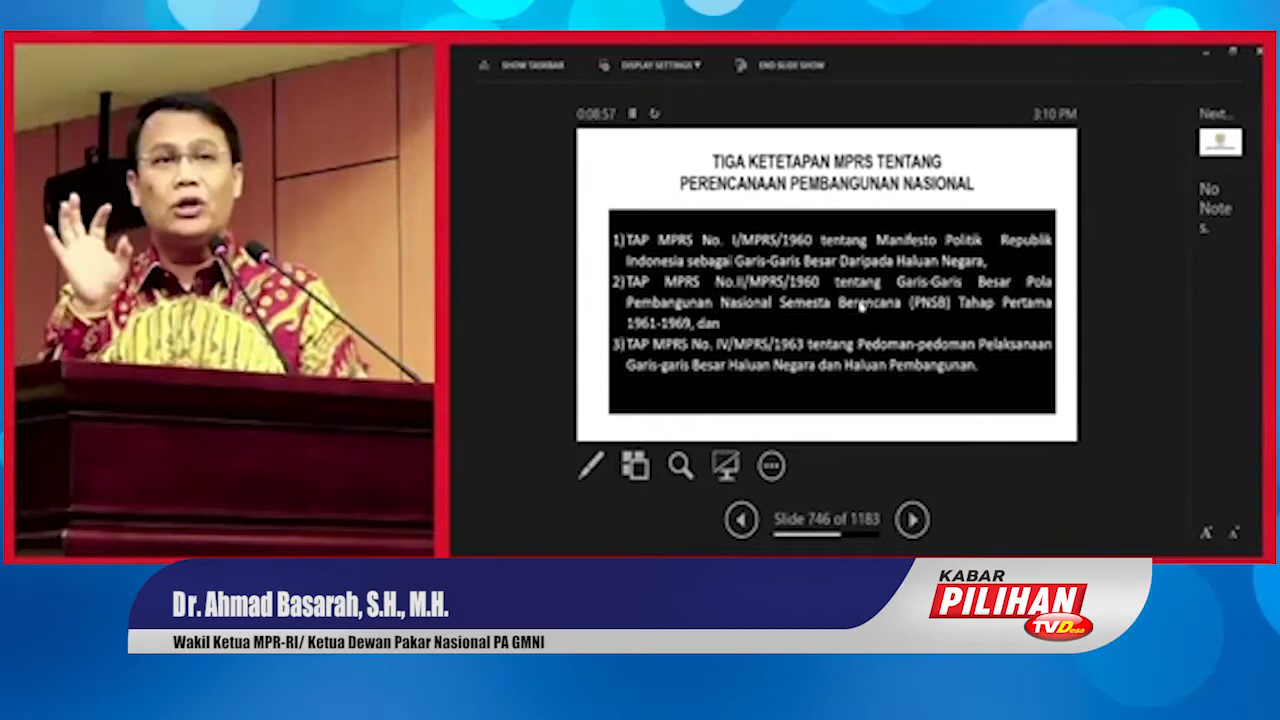 SHOW TASKBAR
DISPLAY SETTINGS
END SLIDE SHOW
0:08:57
3:10 PM
Next...
TIGA KETETAPAN MPRS TENTANG
PERENCANAAN PEMBANGUNAN NASIONAL
1) TAP MPRS No. I/MPRS/1960 tentang Manifesto Politik Republik
Indonesia sebagai Garis-Garis Besar Daripada Haluan Negara,
2) TAP MPRS No.II/MPRS/1960 tentang Garis-Garis Besar Pola
Pembangunan Nasional Semesta Berencana (PNSB) Tahap Pertama
1961-1969, dan
3) TAP MPRS No. IV/MPRS/1963 tentang Pedoman-pedoman Pelaksanaan
Garis-garis Besar Haluan Negara dan Haluan Pembangunan.
No
Note
s.
Slide 746 of 1183
A A
Dr. Ahmad Basarah, S.H., M.H.
Wakil Ketua MPR-RI/ Ketua Dewan Pakar Nasional PA GMNI
KABAR
PILIHAN
TVDesa